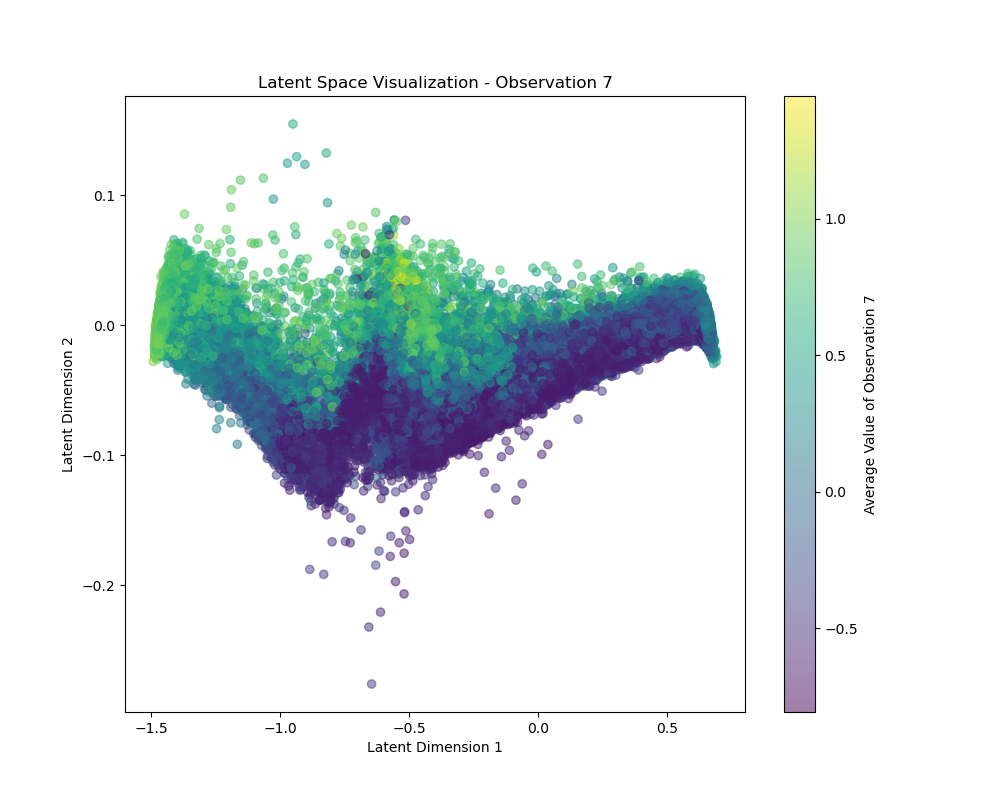 Latent Space Visualization - Observation 7
0.1
0.0
−0.1
−0.2
Latent Dimension 2
−1.5 −1.0 −0.5 0.0 0.5
Latent Dimension 1
1.0
0.5
0.0
−0.5
Average Value of Observation 7